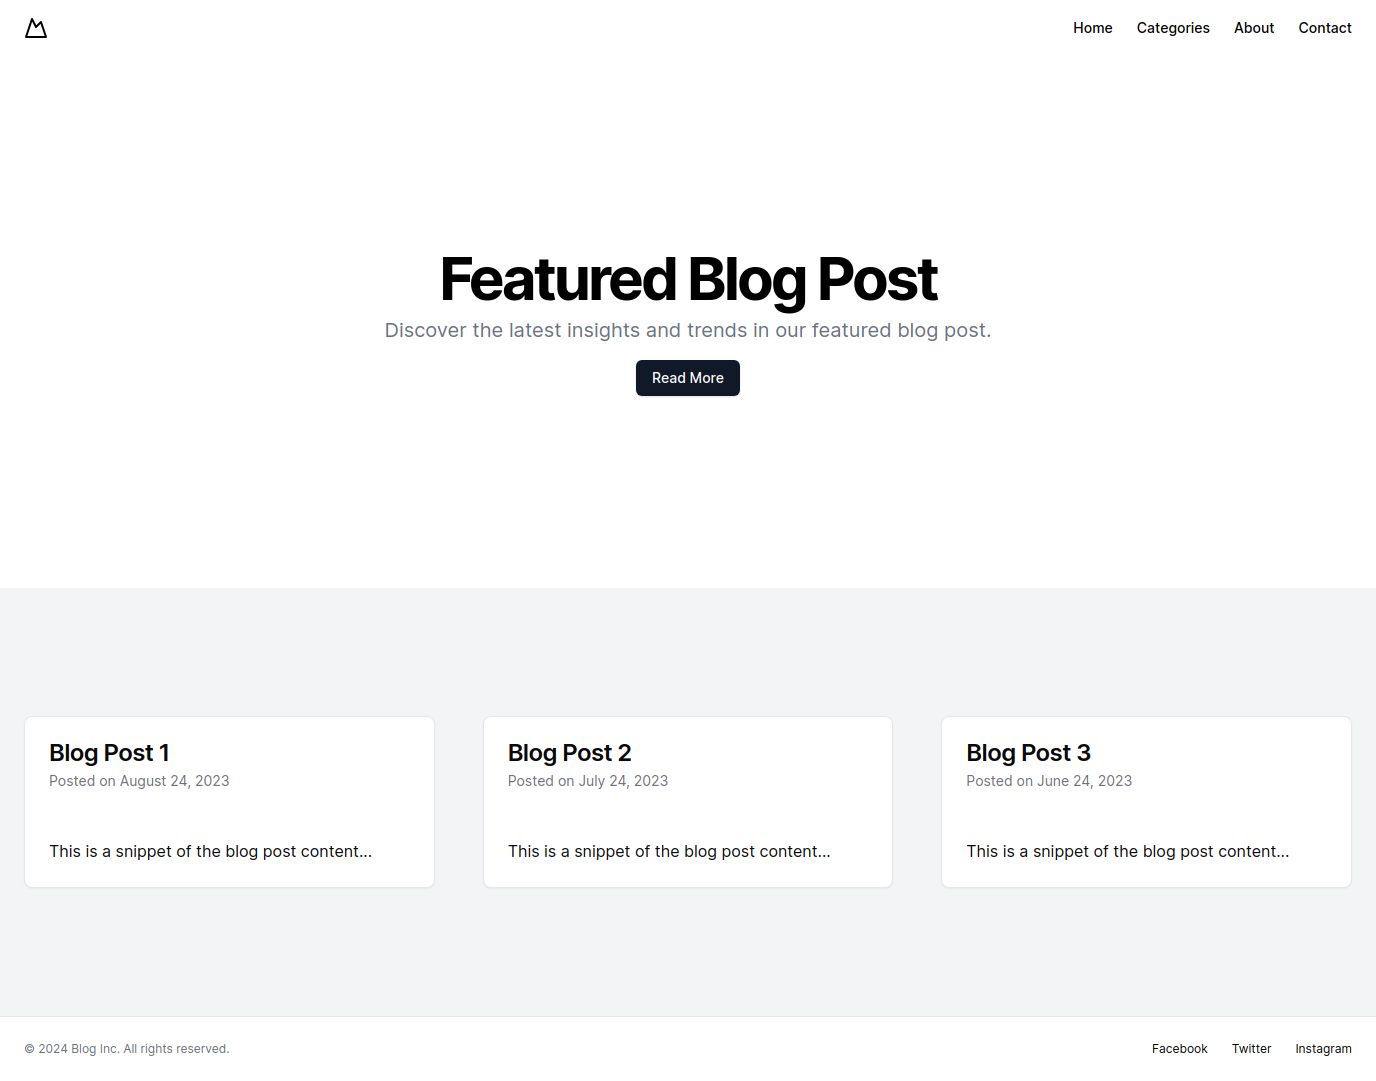 Home Categories About Contact
Featured Blog Post
Discover the latest insights and trends in our featured blog post.
Read More
Blog Post 1
Posted on August 24, 2023
This is a snippet of the blog post content...
Blog Post 2
Posted on July 24, 2023
This is a snippet of the blog post content...
Blog Post 3
Posted on June 24, 2023
This is a snippet of the blog post content...
© 2024 Blog Inc. All rights reserved.
Facebook Twitter Instagram